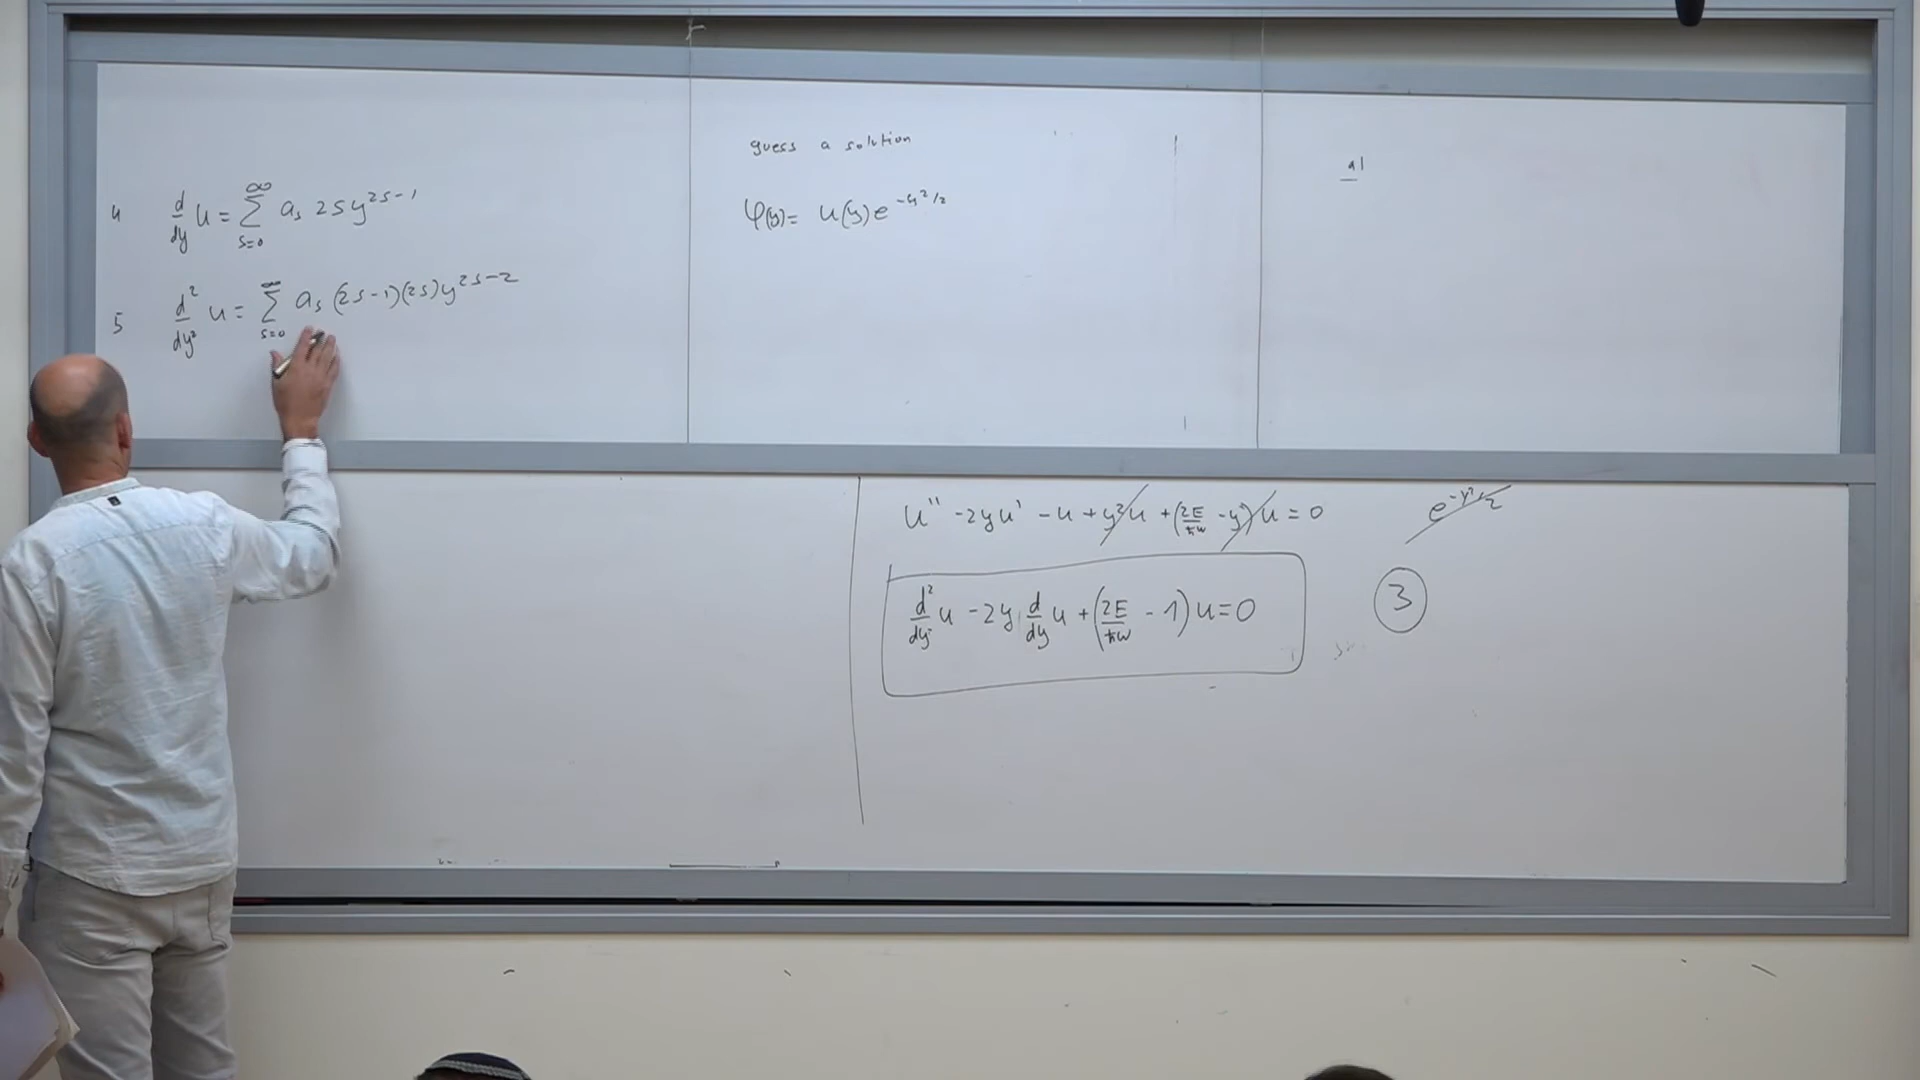 4 d/dy u = ∑_{s=0}^{∞} a_s 2s y^{2s-1}
5 d²/dy² u = ∑_{s=0}^{∞} a_s (2s-1)(2s) y^{2s-2}
guess a solution
φ(y) = u(y) e^{-y²/2}
a|
u'' - 2yu' - u + y²u + (2E/ħω - y²) u = 0
e^{-y²/2}
d²/dy² u - 2y d/dy u + (2E/ħω - 1) u = 0
3